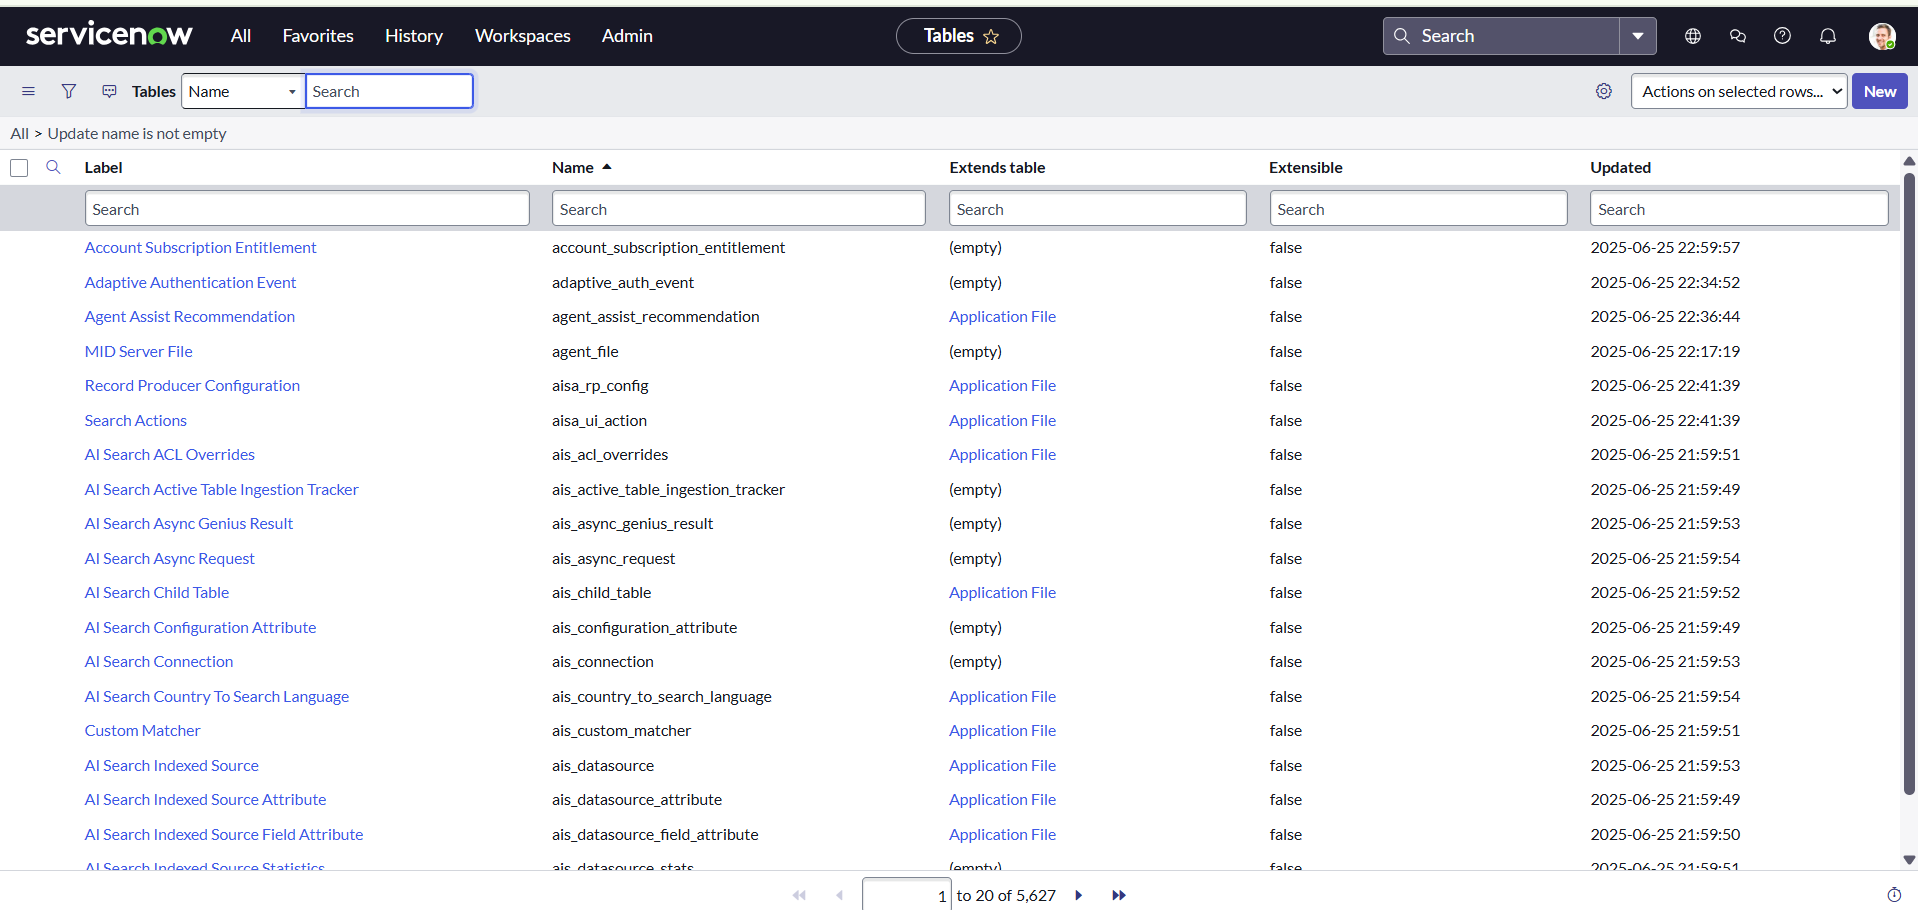 servicenow All Favorites History Workspaces Admin Tables Search
Tables Name Search Actions on selected rows... New
All > Update name is not empty
Label Name Extends table Extensible Updated
Search Search Search Search Search
Account Subscription Entitlement account_subscription_entitlement (empty) false 2025-06-25 22:59:57
Adaptive Authentication Event adaptive_auth_event (empty) false 2025-06-25 22:34:52
Agent Assist Recommendation agent_assist_recommendation Application File false 2025-06-25 22:36:44
MID Server File agent_file (empty) false 2025-06-25 22:17:19
Record Producer Configuration aisa_rp_config Application File false 2025-06-25 22:41:39
Search Actions aisa_ui_action Application File false 2025-06-25 22:41:39
AI Search ACL Overrides ais_acl_overrides Application File false 2025-06-25 21:59:51
AI Search Active Table Ingestion Tracker ais_active_table_ingestion_tracker (empty) false 2025-06-25 21:59:49
AI Search Async Genius Result ais_async_genius_result (empty) false 2025-06-25 21:59:53
AI Search Async Request ais_async_request (empty) false 2025-06-25 21:59:54
AI Search Child Table ais_child_table Application File false 2025-06-25 21:59:52
AI Search Configuration Attribute ais_configuration_attribute (empty) false 2025-06-25 21:59:49
AI Search Connection ais_connection (empty) false 2025-06-25 21:59:53
AI Search Country To Search Language ais_country_to_search_language Application File false 2025-06-25 21:59:54
Custom Matcher ais_custom_matcher Application File false 2025-06-25 21:59:51
AI Search Indexed Source ais_datasource Application File false 2025-06-25 21:59:53
AI Search Indexed Source Attribute ais_datasource_attribute Application File false 2025-06-25 21:59:49
AI Search Indexed Source Field Attribute ais_datasource_field_attribute Application File false 2025-06-25 21:59:50
AI Search Indexed Source Statistics ais_datasource_stats (empty) false 2025-06-25 21:59:51
1 to 20 of 5,627